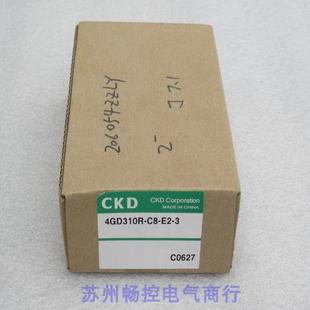 CKD
CKD Corporation
MADE IN CHINA
4GD310R-C8-E2-3
C0627
苏州畅控电气商行